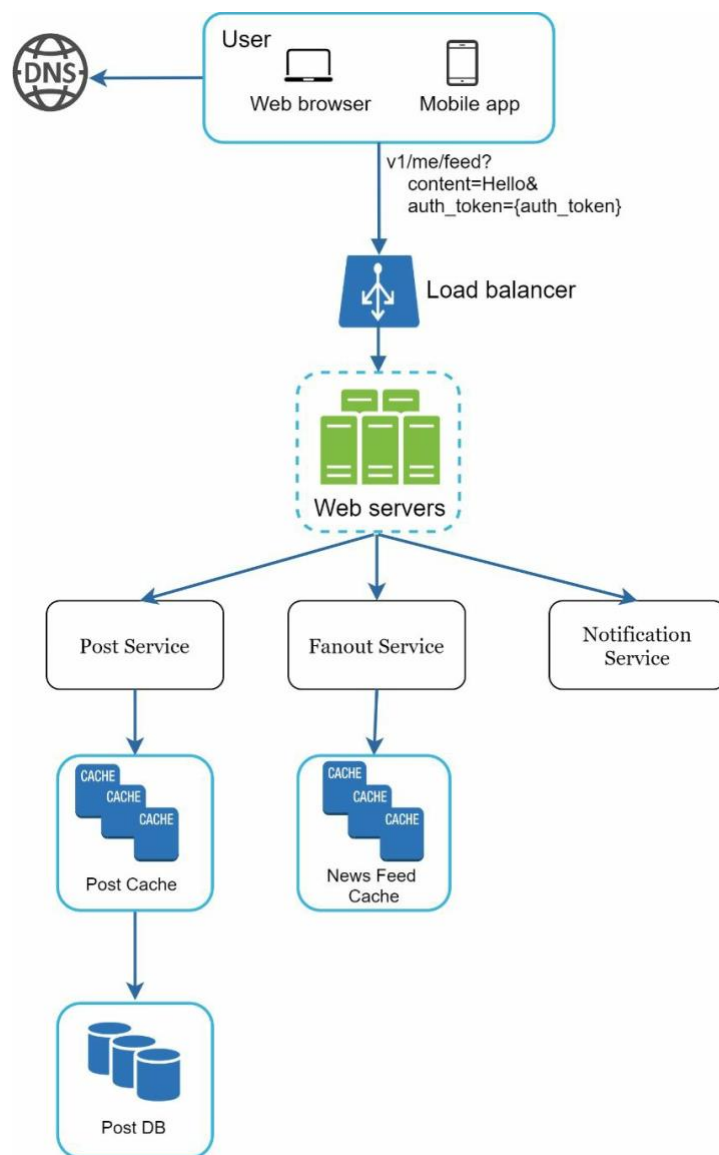 User
DNS
Web browser
Mobile app
v1/me/feed?
content=Hello&
auth_token={auth_token}
Load balancer
Web servers
Post Service
Fanout Service
Notification
Service
CACHE
CACHE
CACHE
Post Cache
CACHE
CACHE
CACHE
News Feed
Cache
Post DB